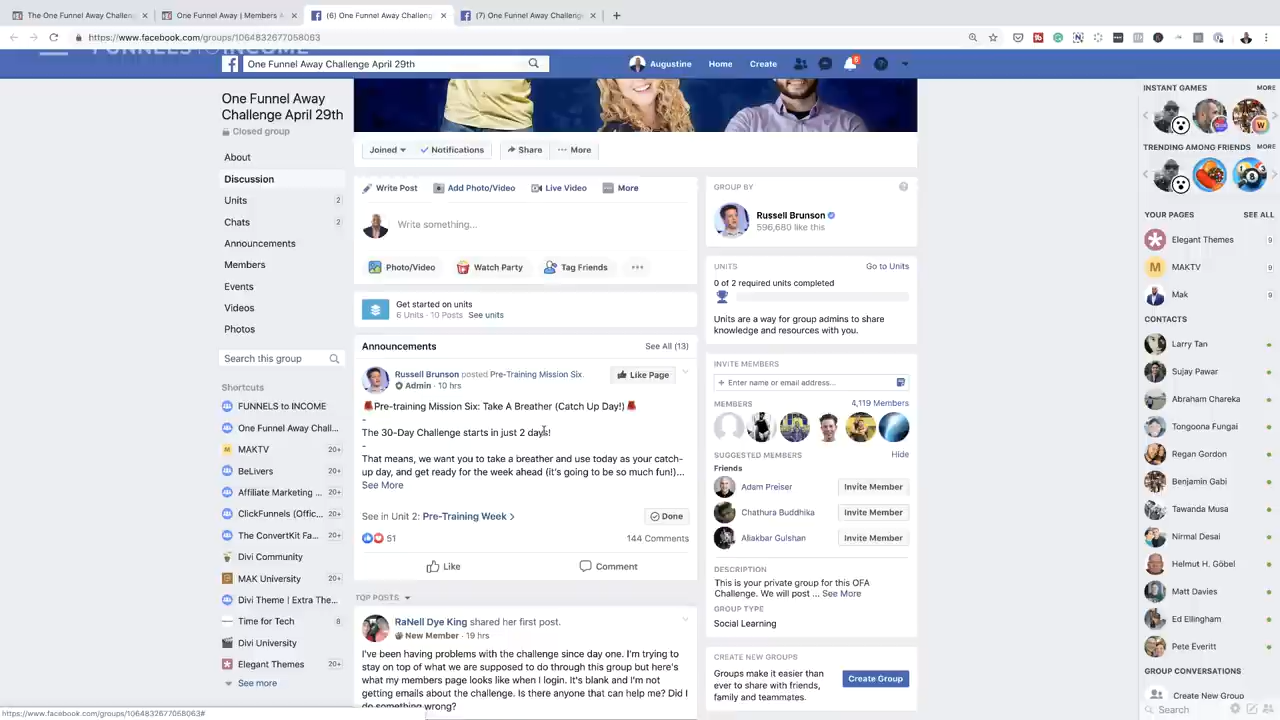 The One Funnel Away Challeng
One Funnel Away | Members A
(6) One Funnel Away Challeng
(7) One Funnel Away Challeng
https://www.facebook.com/groups/1064832677058063
FUNNELS to INCOME
One Funnel Away Challenge April 29th
Augustine
Home
Create
6
One Funnel Away
Challenge April 29th
Closed group
About
Discussion
Units 2
Chats 2
Announcements
Members
Events
Videos
Photos
Search this group
Shortcuts
FUNNELS to INCOME
One Funnel Away Chall...
MAKTV 20+
BeLivers 20+
Affiliate Marketing ... 20+
ClickFunnels (Offic... 20+
The ConvertKit Fa... 20+
Divi Community
MAK University 20+
Divi Theme | Extra The... 20+
Time for Tech 8
Divi University
Elegant Themes 20+
See more
https://www.facebook.com/groups/1064832677058063#
Joined
Notifications
Share
More
Write Post
Add Photo/Video
Live Video
More
Write something...
Photo/Video
Watch Party
Tag Friends
Get started on units
6 Units · 10 Posts See units
Announcements
See All (13)
Russell Brunson posted Pre-Training Mission Six.
Admin · 10 hrs
Like Page
Pre-training Mission Six: Take A Breather (Catch Up Day!)
-
The 30-Day Challenge starts in just 2 days!
-
That means, we want you to take a breather and use today as your catch-
up day, and get ready for the week ahead (it's going to be so much fun!)...
See More
See in Unit 2: Pre-Training Week >
Done
51
144 Comments
Like
Comment
TOP POSTS
RaNell Dye King shared her first post.
New Member · 19 hrs
I've been having problems with the challenge since day one. I'm trying to
stay on top of what we are supposed to do through this group but here's
what my members page looks like when I login. It's blank and I'm not
getting emails about the challenge. Is there anyone that can help me? Did I
do something wrong?
GROUP BY
Russell Brunson
596,680 like this
UNITS
Go to Units
0 of 2 required units completed
Units are a way for group admins to share
knowledge and resources with you.
INVITE MEMBERS
+ Enter name or email address...
MEMBERS
4,119 Members
SUGGESTED MEMBERS
Hide
Friends
Adam Preiser
Invite Member
Chathura Buddhika
Invite Member
Aliakbar Gulshan
Invite Member
DESCRIPTION
This is your private group for this OFA
Challenge. We will post ... See More
GROUP TYPE
Social Learning
CREATE NEW GROUPS
Groups make it easier than
ever to share with friends,
family and teammates.
Create Group
INSTANT GAMES
MORE
TRENDING AMONG FRIENDS
MORE
YOUR PAGES
SEE ALL
Elegant Themes 9
MAKTV 9
Mak 9
CONTACTS
Larry Tan
Sujay Pawar
Abraham Chareka
Tongoona Fungai
Regan Gordon
Benjamin Gabi
Tawanda Musa
Nirmal Desai
Helmut H. Göbel
Matt Davies
Ed Ellingham
Pete Everitt
GROUP CONVERSATIONS
Create New Group
Search